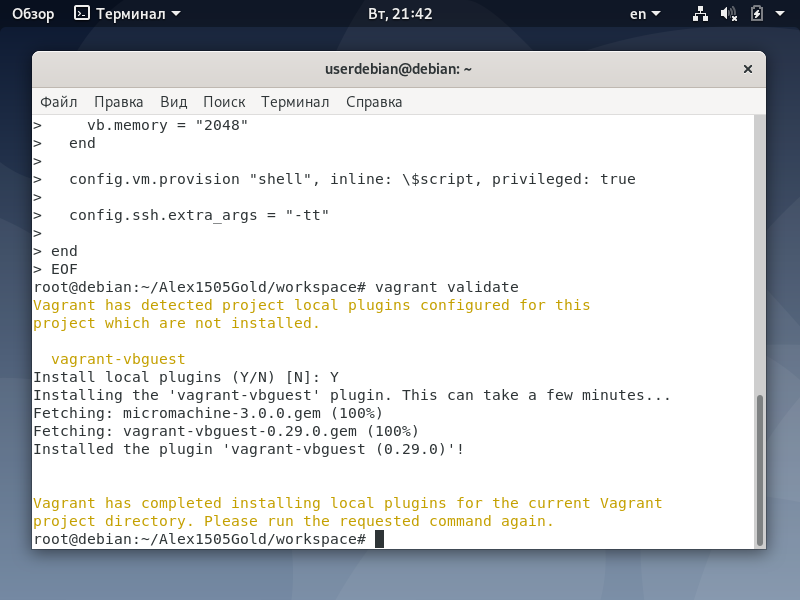 Обзор Терминал Вт, 21:42 en
userdebian@debian: ~ ×
Файл Правка Вид Поиск Терминал Справка
>     vb.memory = "2048"
>   end
>
>   config.vm.provision "shell", inline: \$script, privileged: true
>
>   config.ssh.extra_args = "-tt"
>
> end
> EOF
root@debian:~/Alex1505Gold/workspace# vagrant validate
Vagrant has detected project local plugins configured for this
project which are not installed.
  vagrant-vbguest
Install local plugins (Y/N) [N]: Y
Installing the 'vagrant-vbguest' plugin. This can take a few minutes...
Fetching: micromachine-3.0.0.gem (100%)
Fetching: vagrant-vbguest-0.29.0.gem (100%)
Installed the plugin 'vagrant-vbguest (0.29.0)'!
Vagrant has completed installing local plugins for the current Vagrant
project directory. Please run the requested command again.
root@debian:~/Alex1505Gold/workspace#